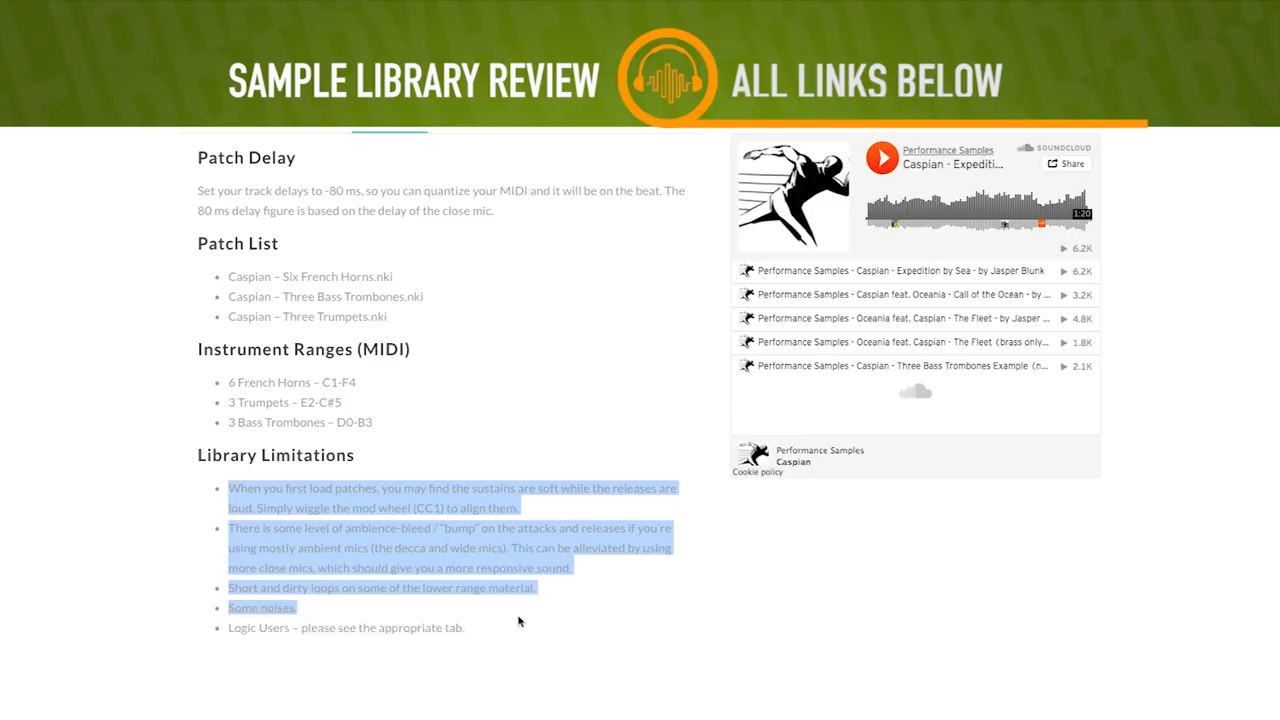 SAMPLE LIBRARY REVIEW
ALL LINKS BELOW
Patch Delay
Set your track delays to -80 ms, so you can quantize your MIDI and it will be on the beat. The
80 ms delay figure is based on the delay of the close mic.
Patch List
Caspian – Six French Horns.nki
Caspian – Three Bass Trombones.nki
Caspian – Three Trumpets.nki
Instrument Ranges (MIDI)
6 French Horns – C1-F4
3 Trumpets – E2-C#5
3 Bass Trombones – D0-B3
Library Limitations
When you first load patches, you may find the sustains are soft while the releases are
loud. Simply wiggle the mod wheel (CC1) to align them.
There is some level of ambience-bleed / "bump" on the attacks and releases if you're
using mostly ambient mics (the decca and wide mics). This can be alleviated by using
more close mics, which should give you a more responsive sound.
Short and dirty loops on some of the lower range material.
Some noises.
Logic Users – please see the appropriate tab.
Performance Samples
SOUNDCLOUD
Caspian - Expediti...
Share
1:20
6.2K
Performance Samples - Caspian - Expedition by Sea - by Jasper Blunk 6.2K
Performance Samples - Caspian feat. Oceania - Call of the Ocean - by ... 3.2K
Performance Samples - Oceania feat. Caspian - The Fleet - by Jasper ... 4.8K
Performance Samples - Oceania feat. Caspian - The Fleet (brass only... 1.8K
Performance Samples - Caspian - Three Bass Trombones Example (n... 2.1K
Performance Samples
Caspian
Cookie policy